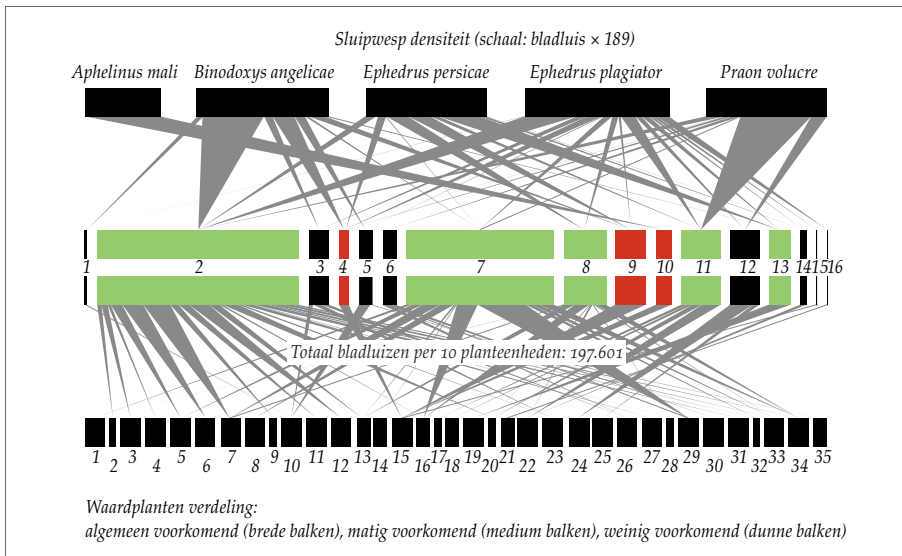 Sluipwesp densiteit (schaal: bladluis × 189)
Aphelinus mali Binodoxys angelicae Ephedrus persicae Ephedrus plagiator Praon volucre
1 2 3 4 5 6 7 8 9 10 11 12 13 14 15 16
Totaal bladluizen per 10 planteenheden: 197.601
1 2 3 4 5 6 7 8 9 10 11 12 13 14 15 16 17 18 19 20 21 22 23 24 25 26 27 28 29 30 31 32 33 34 35
Waardplanten verdeling:
algemeen voorkomend (brede balken), matig voorkomend (medium balken), weinig voorkomend (dunne balken)